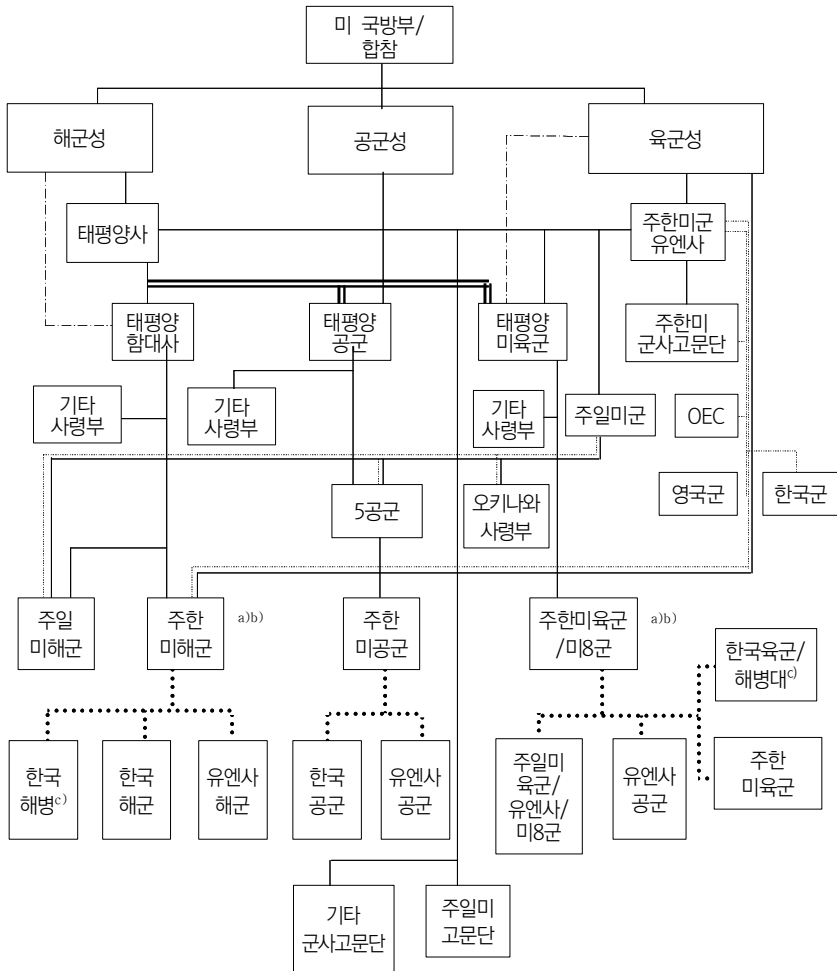 미 국방부/
합참
해군성
공군성
육군성
태평양사
주한미군
유엔사
태평양
함대사
태평양
공군
태평양
미육군
주한미
군사고문단
기타
사령부
기타
사령부
기타
사령부
주일미군
OEC
5공군
오키나와
사령부
영국군
한국군
주일
미해군
주한
미해군
a)b)
주한
미공군
주한미육군
/미8군
a)b)
한국육군/
해병대c)
한국
해병c)
한국
해군
유엔사
해군
한국
공군
유엔사
공군
주일미
육군/
유엔사/
미8군
유엔사
공군
주한
미육군
기타
군사고문단
주일미
고문단